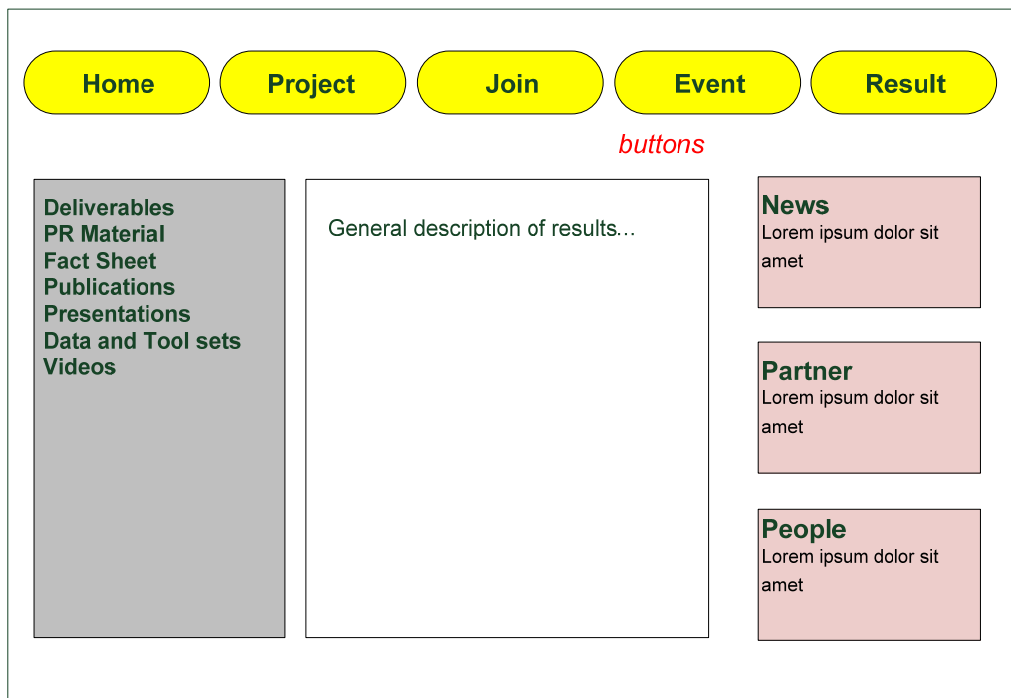 Home Project Join Event Result
buttons
Deliverables
PR Material
Fact Sheet
Publications
Presentations
Data and Tool sets
Videos
General description of results…
News
Lorem ipsum dolor sit
amet
Partner
Lorem ipsum dolor sit
amet
People
Lorem ipsum dolor sit
amet